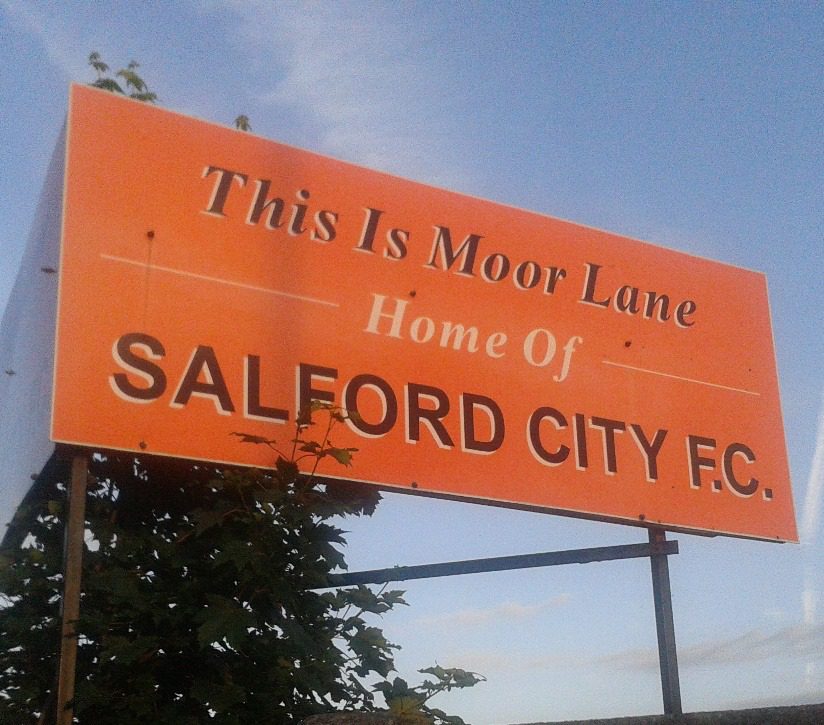 This Is Moor Lane
Home Of
SALFORD CITY F.C.